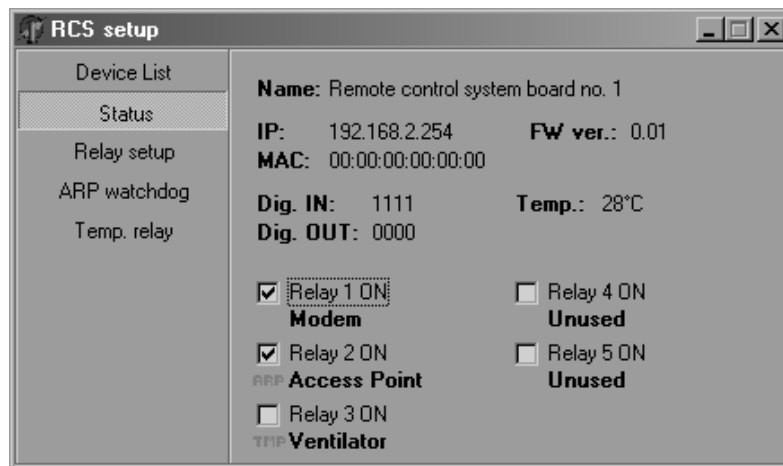 RCS setup
Device List
Status
Relay setup
ARP watchdog
Temp. relay
Name: Remote control system board no. 1
IP: 192.168.2.254 FW ver.: 0.01
MAC: 00:00:00:00:00:00
Dig. IN: 1111 Temp.: 28°C
Dig. OUT: 0000
Relay 1 ON Relay 4 ON
Modem Unused
Relay 2 ON Relay 5 ON
ARP Access Point Unused
Relay 3 ON
TMP Ventilator